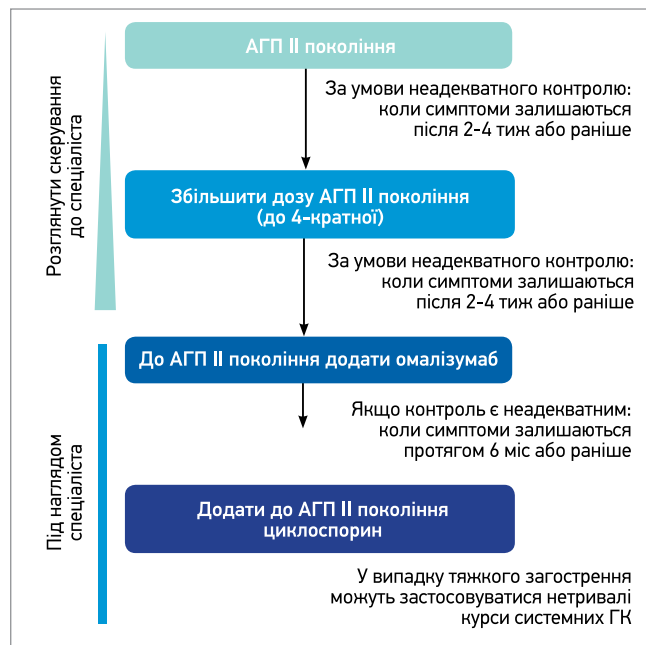 АГП II покоління
За умови неадекватного контролю:
коли симптоми залишаються
після 2-4 тиж або раніше
Розглянути скерування
до спеціаліста
Збільшити дозу АГП II покоління
(до 4-кратної)
За умови неадекватного контролю:
коли симптоми залишаються
після 2-4 тиж або раніше
До АГП II покоління додати омалізумаб
Якщо контроль є неадекватним:
коли симптоми залишаються
протягом 6 міс або раніше
Під наглядом
спеціаліста
Додати до АГП II покоління
циклоспорин
У випадку тяжкого загострення
можуть застосовуватися нетривалі
курси системних ГК